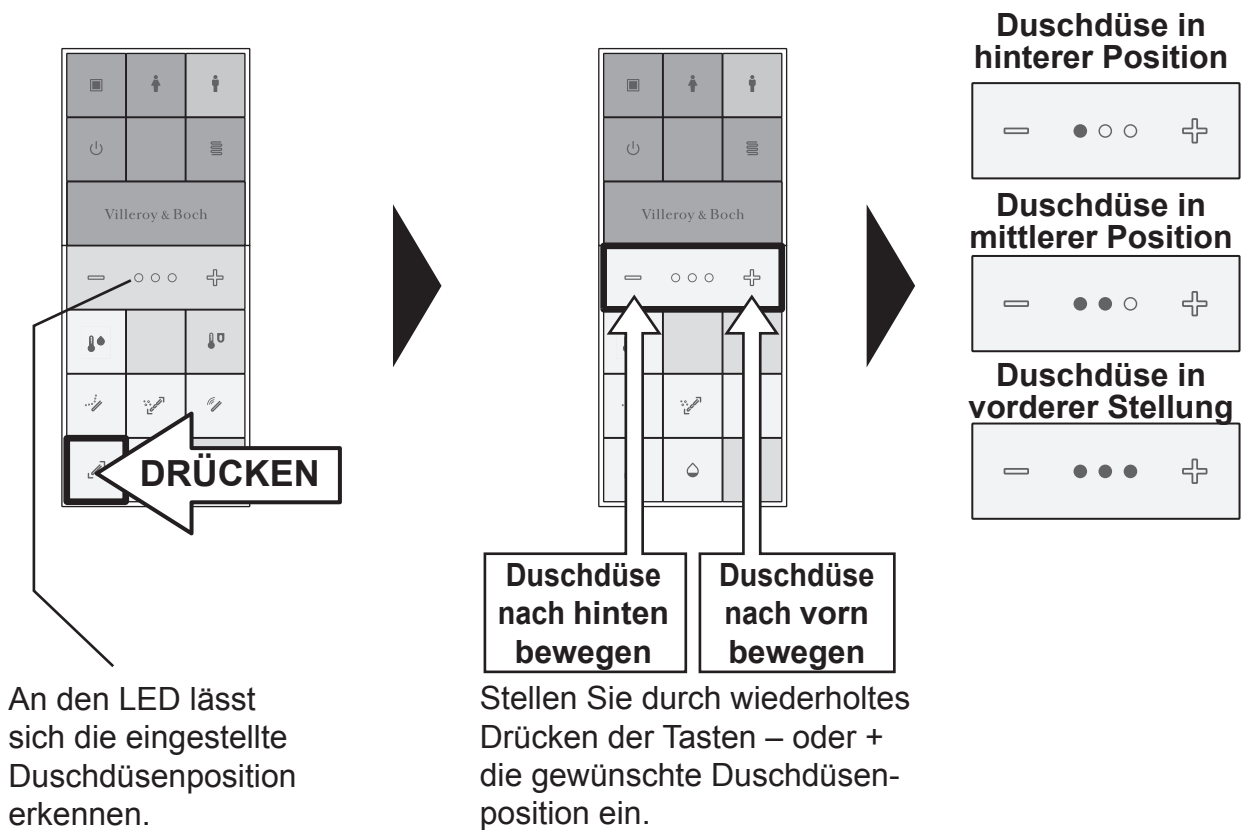 Villeroy & Boch
DRÜCKEN
An den LED lässt
sich die eingestellte
Duschdüsenposition
erkennen.
Villeroy & Boch
Duschdüse
nach hinten
bewegen
Duschdüse
nach vorn
bewegen
Stellen Sie durch wiederholtes
Drücken der Tasten – oder +
die gewünschte Duschdüsen-
position ein.
Duschdüse in
hinterer Position
Duschdüse in
mittlerer Position
Duschdüse in
vorderer Stellung